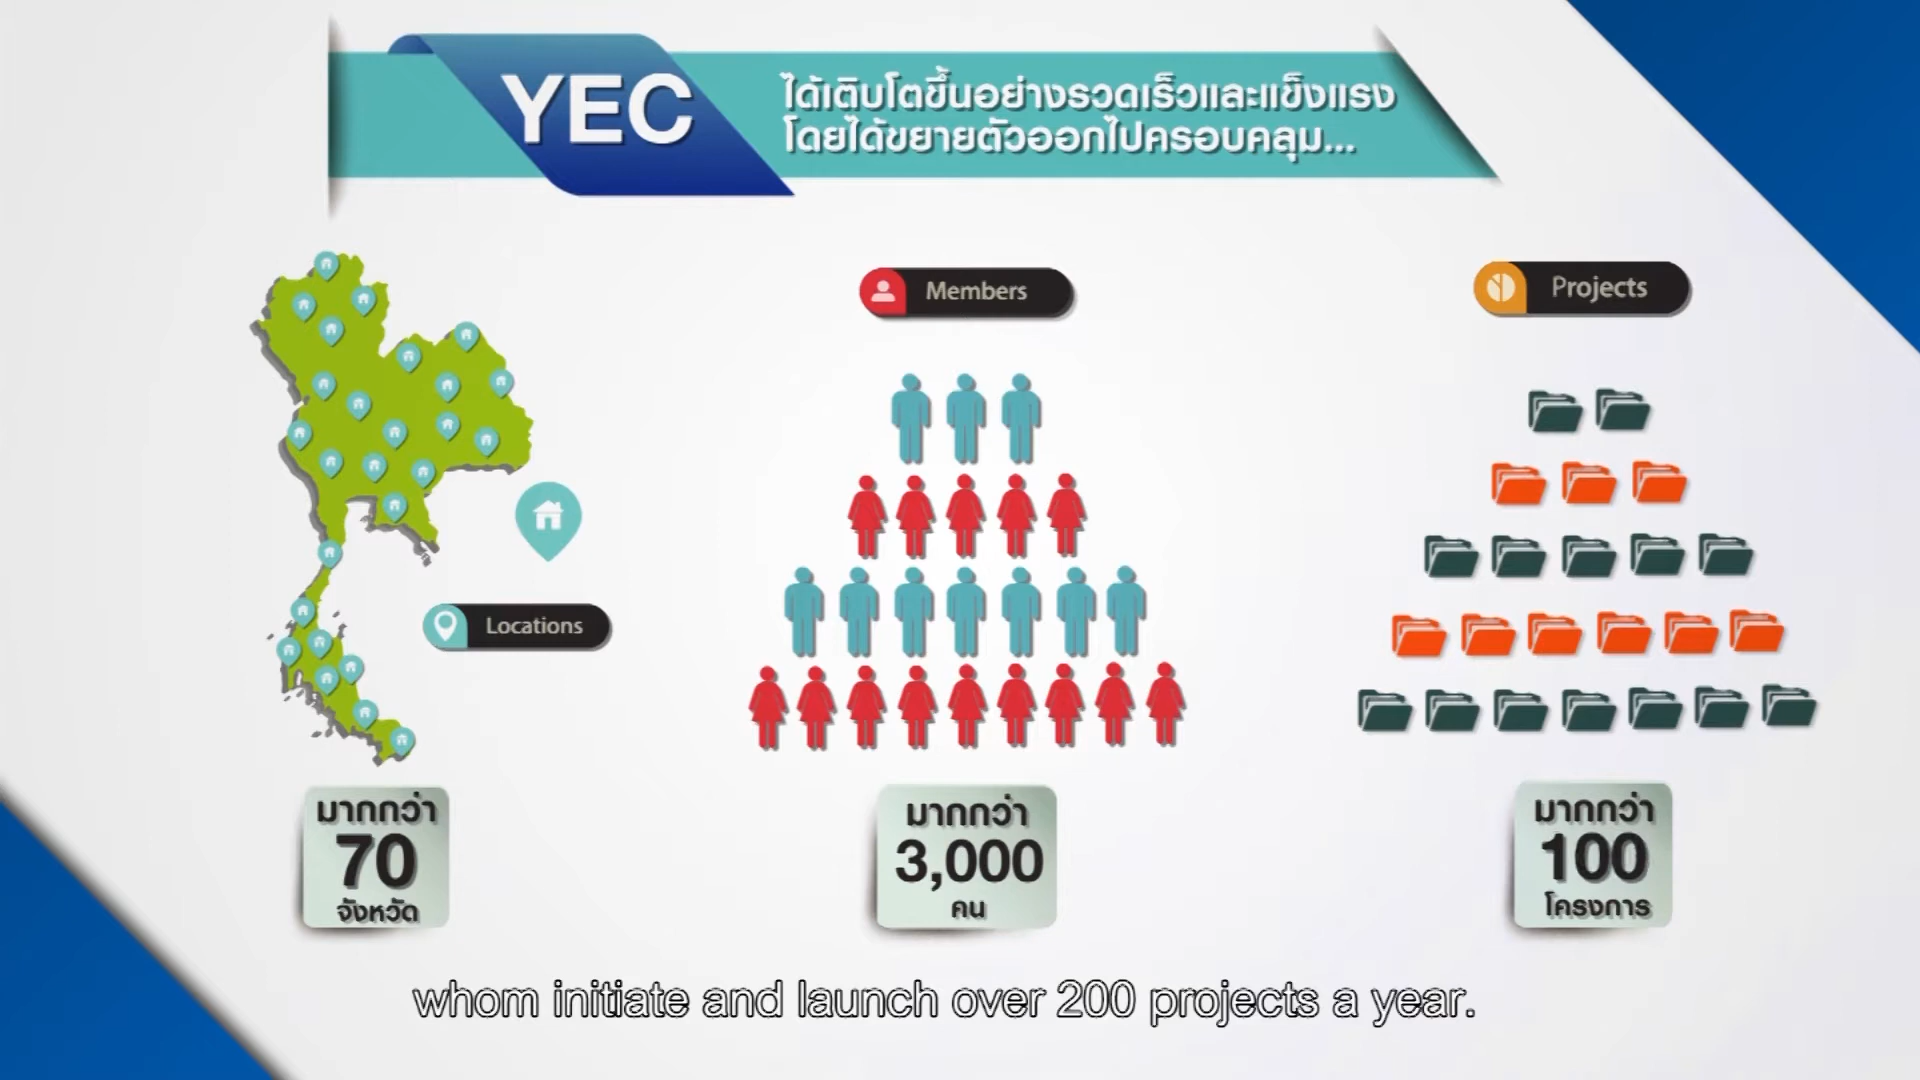 YEC
ได้เติบโตขึ้นอย่างรวดเร็วและแข็งแรง
โดยได้ขยายตัวออกไปครอบคลุม...
Members
Projects
Locations
มากกว่า
70
จังหวัด
มากกว่า
3,000
คน
มากกว่า
100
โครงการ
whom initiate and launch over 200 projects a year.